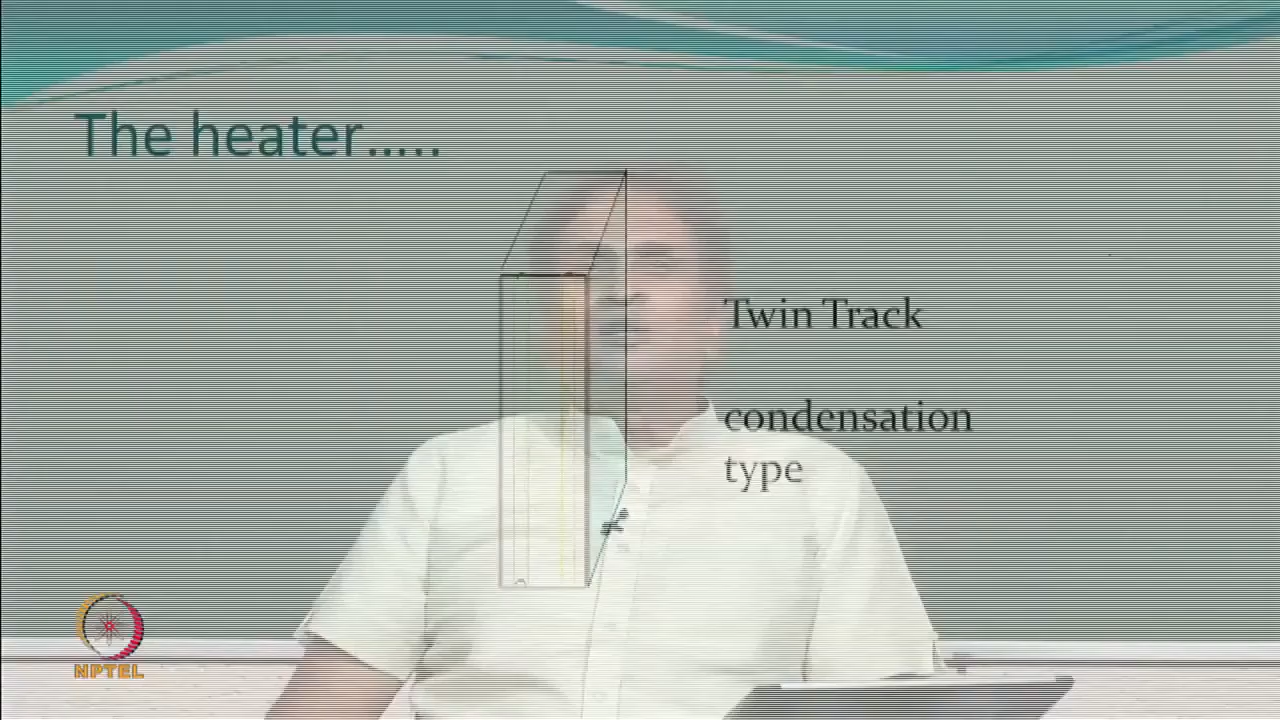 The heater.....
Twin Track
condensation
type
NPTEL